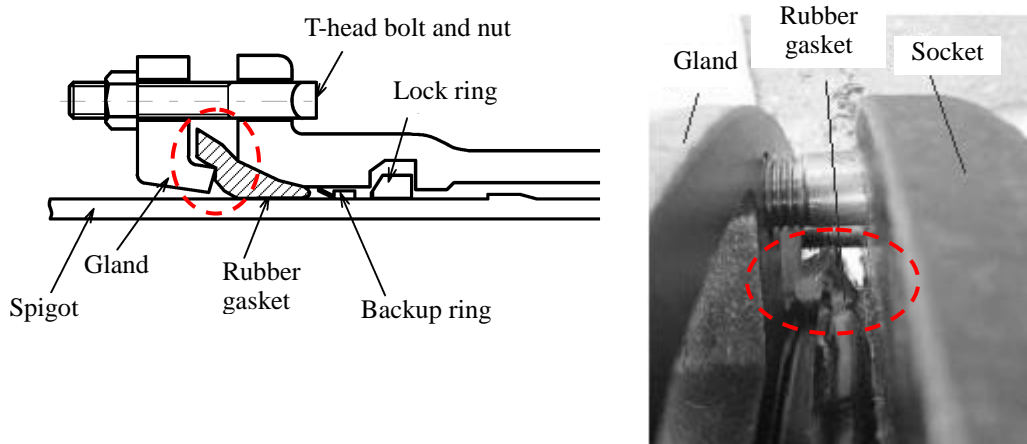 T-head bolt and nut
Lock ring
Gland
Spigot
Rubber
gasket
Backup ring
Rubber
gasket
Gland
Socket